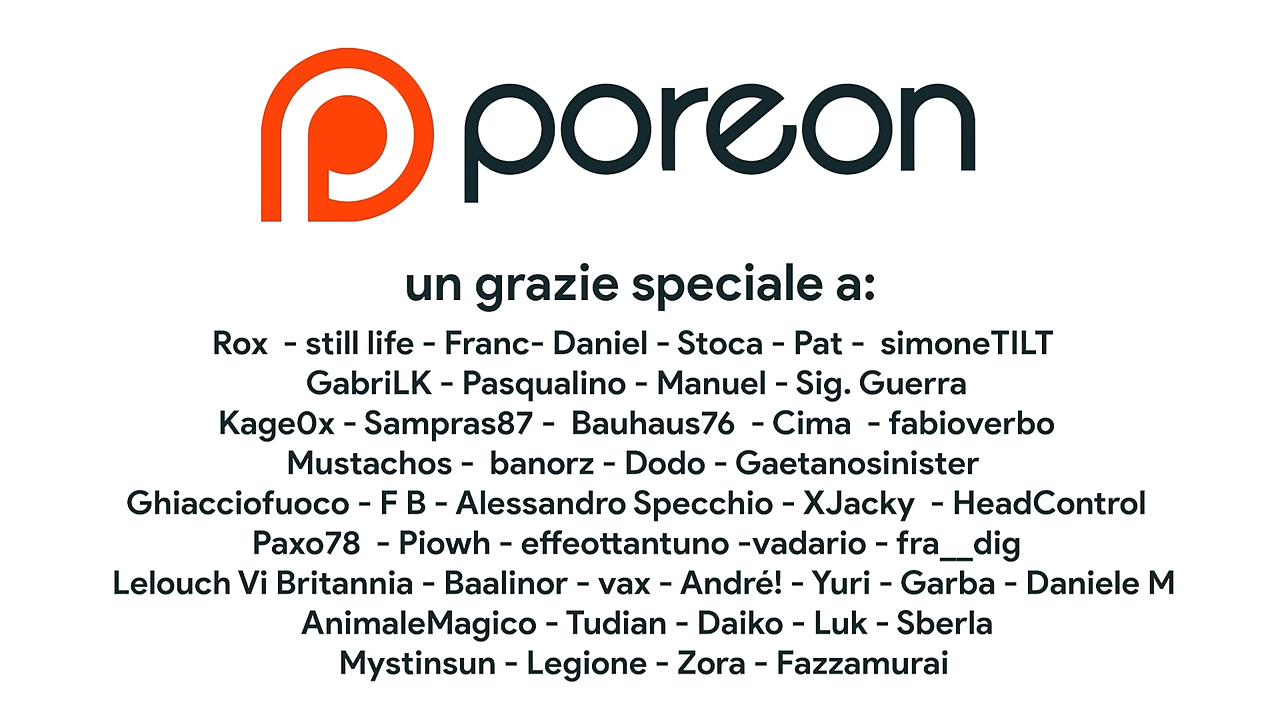 poreon
un grazie speciale a:
Rox - still life - Franc- Daniel - Stoca - Pat - simoneTILT
GabriLK - Pasqualino - Manuel - Sig. Guerra
Kage0x - Sampras87 - Bauhaus76 - Cima - fabioverbo
Mustachos - banorz - Dodo - Gaetanosinister
Ghiacciofuoco - F B - Alessandro Specchio - XJacky - HeadControl
Paxo78 - Piowh - effeottantuno -vadario - fra__dig
Lelouch Vi Britannia - Baalinor - vax - André! - Yuri - Garba - Daniele M
AnimaleMagico - Tudian - Daiko - Luk - Sberla
Mystinsun - Legione - Zora - Fazzamurai